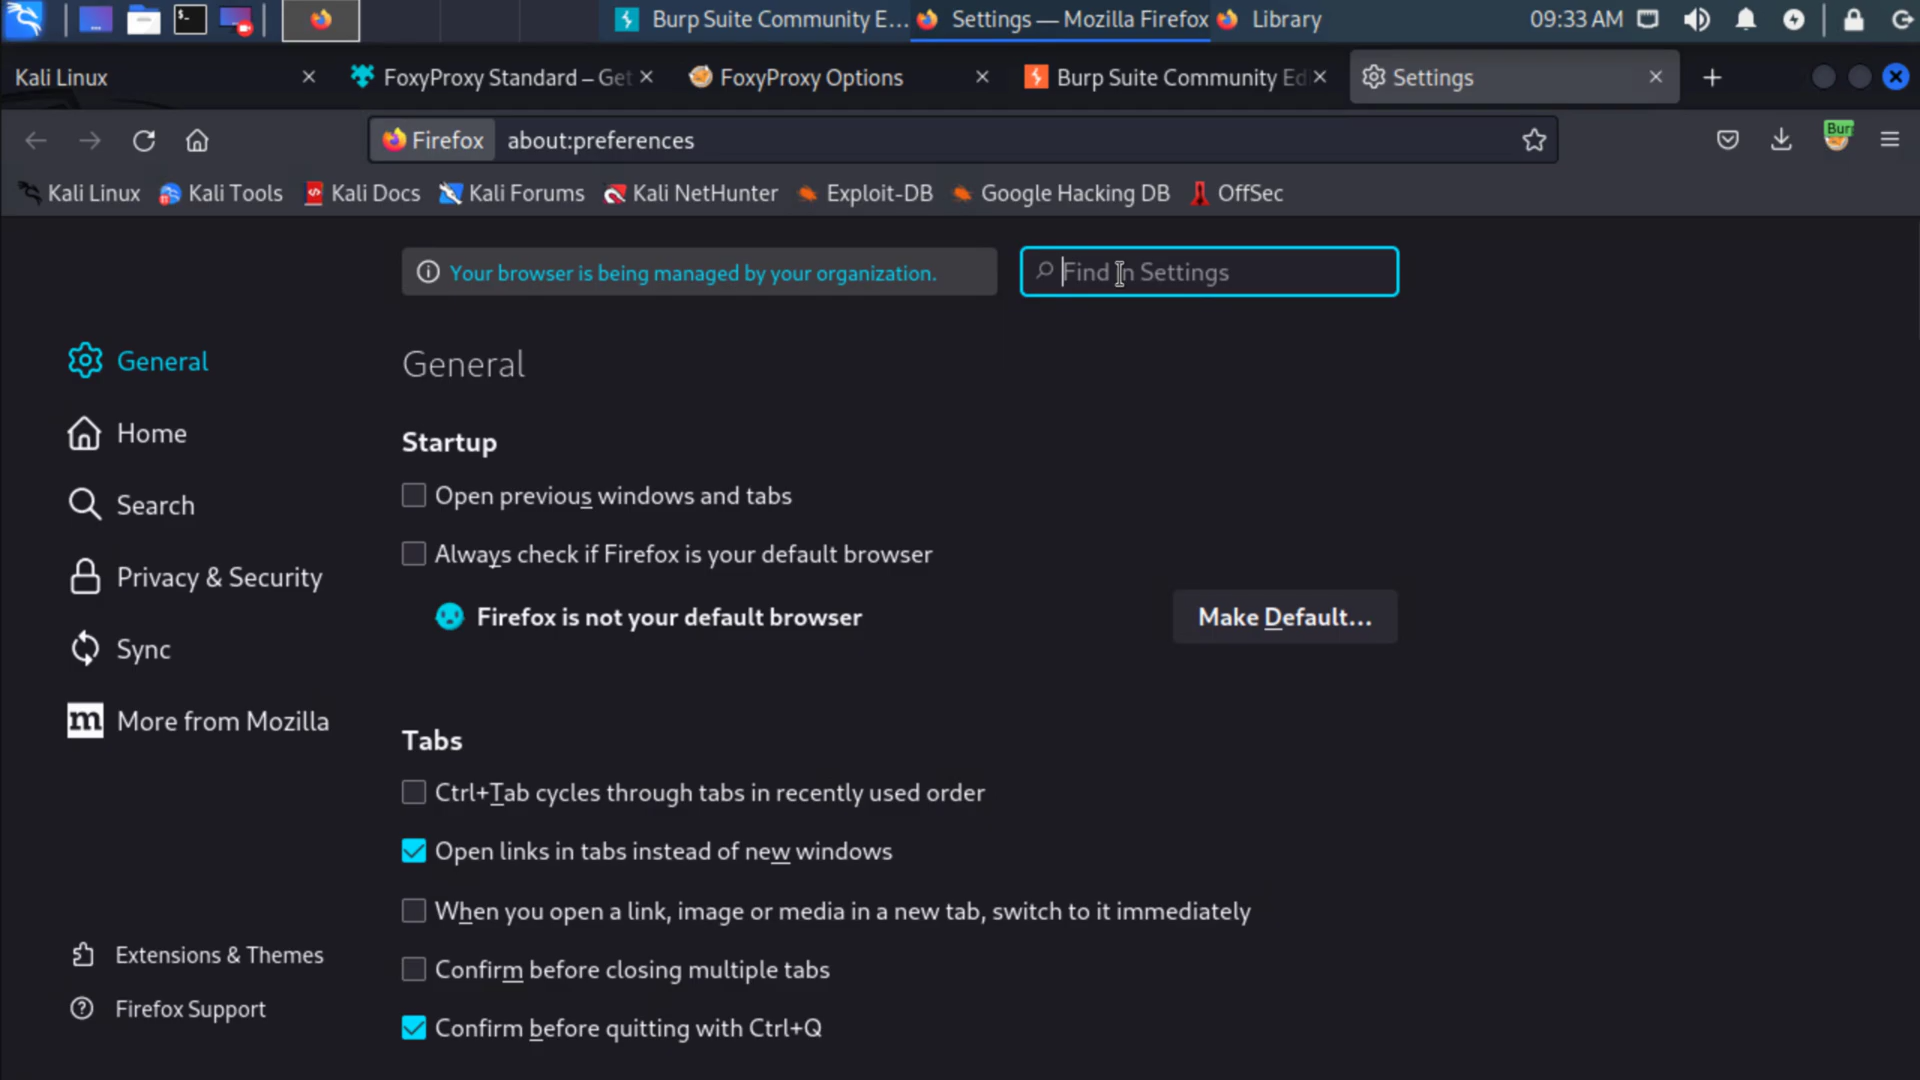 Burp Suite Community E... Settings — Mozilla Firefox Library 09:33 AM
Kali Linux FoxyProxy Standard – Get FoxyProxy Options Burp Suite Community Ed Settings
Firefox about:preferences Bur
Kali Linux Kali Tools Kali Docs Kali Forums Kali NetHunter Exploit-DB Google Hacking DB OffSec
Your browser is being managed by your organization. Find in Settings
General
Home
Search
Privacy & Security
Sync
m More from Mozilla
Extensions & Themes
Firefox Support
General
Startup
Open previous windows and tabs
Always check if Firefox is your default browser
Firefox is not your default browser Make Default...
Tabs
Ctrl+Tab cycles through tabs in recently used order
Open links in tabs instead of new windows
When you open a link, image or media in a new tab, switch to it immediately
Confirm before closing multiple tabs
Confirm before quitting with Ctrl+Q